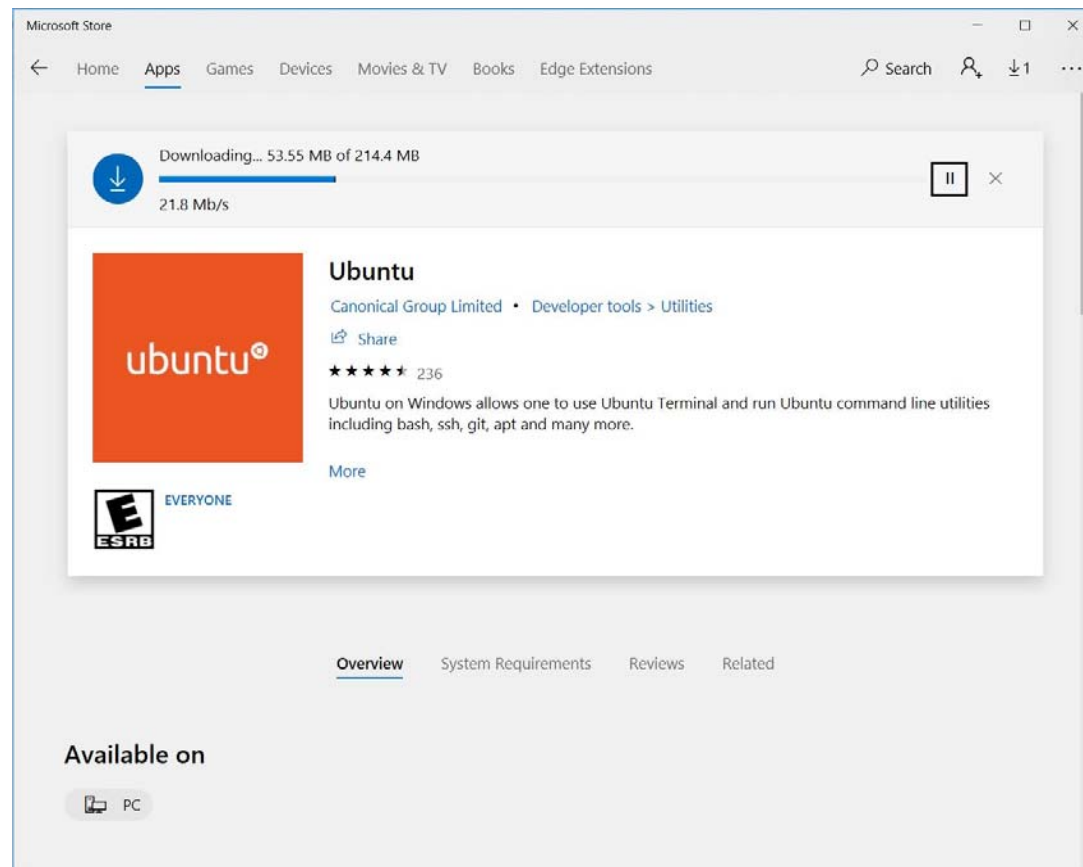 Microsoft Store
Home Apps Games Devices Movies & TV Books Edge Extensions Search 1
Downloading... 53.55 MB of 214.4 MB
21.8 Mb/s
ubuntu
Ubuntu
Canonical Group Limited • Developer tools > Utilities
Share
236
Ubuntu on Windows allows one to use Ubuntu Terminal and run Ubuntu command line utilities
including bash, ssh, git, apt and many more.
More
E
ESRB
EVERYONE
Overview System Requirements Reviews Related
Available on
PC